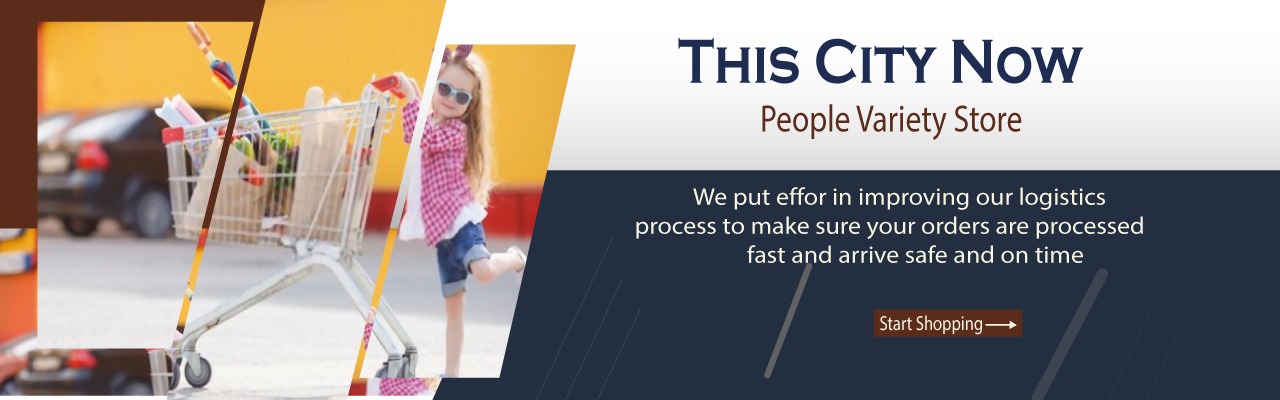 This City Now
People Variety Store
We put effor in improving our logistics
process to make sure your orders are processed
fast and arrive safe and on time
Start Shopping